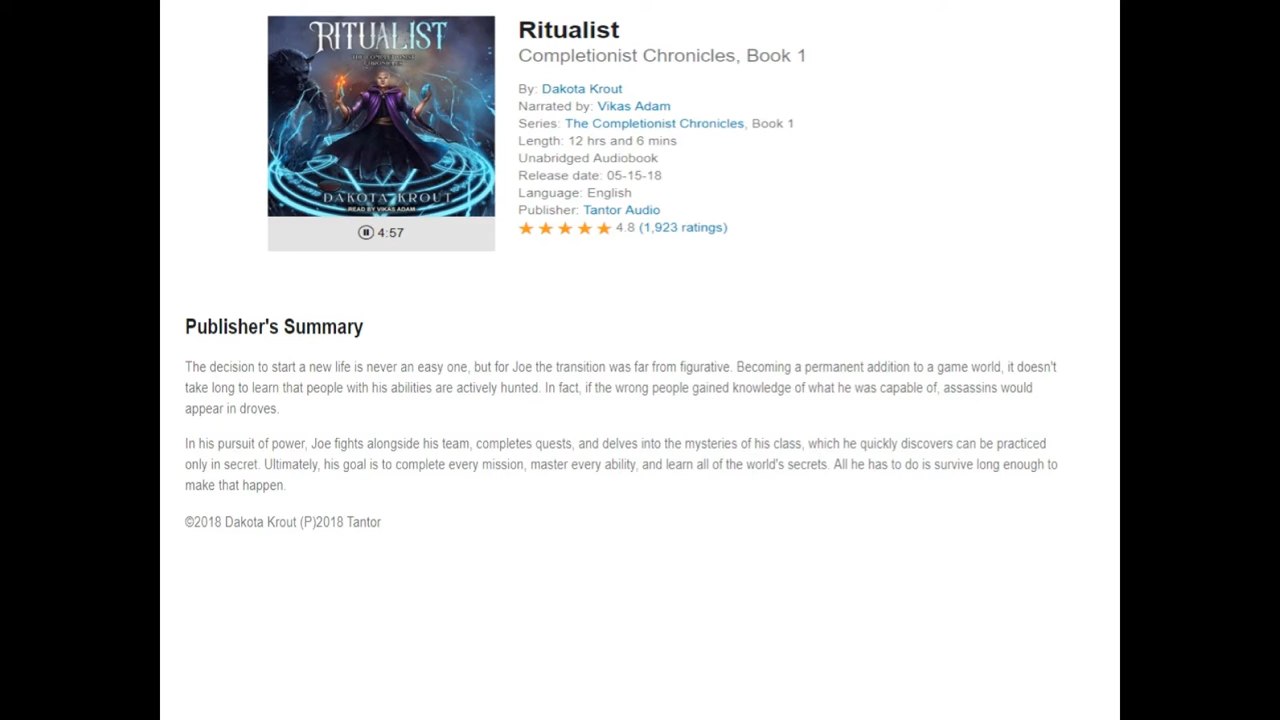 RITUALIST
THE COMPLETIONIST
CHRONICLES
DAKOTA KROUT
READ BY VIKAS ADAM
4:57
Ritualist
Completionist Chronicles, Book 1
By: Dakota Krout
Narrated by: Vikas Adam
Series: The Completionist Chronicles, Book 1
Length: 12 hrs and 6 mins
Unabridged Audiobook
Release date: 05-15-18
Language: English
Publisher: Tantor Audio
4.8 (1,923 ratings)
Publisher's Summary
The decision to start a new life is never an easy one, but for Joe the transition was far from figurative. Becoming a permanent addition to a game world, it doesn't
take long to learn that people with his abilities are actively hunted. In fact, if the wrong people gained knowledge of what he was capable of, assassins would
appear in droves.
In his pursuit of power, Joe fights alongside his team, completes quests, and delves into the mysteries of his class, which he quickly discovers can be practiced
only in secret. Ultimately, his goal is to complete every mission, master every ability, and learn all of the world's secrets. All he has to do is survive long enough to
make that happen.
©2018 Dakota Krout (P)2018 Tantor